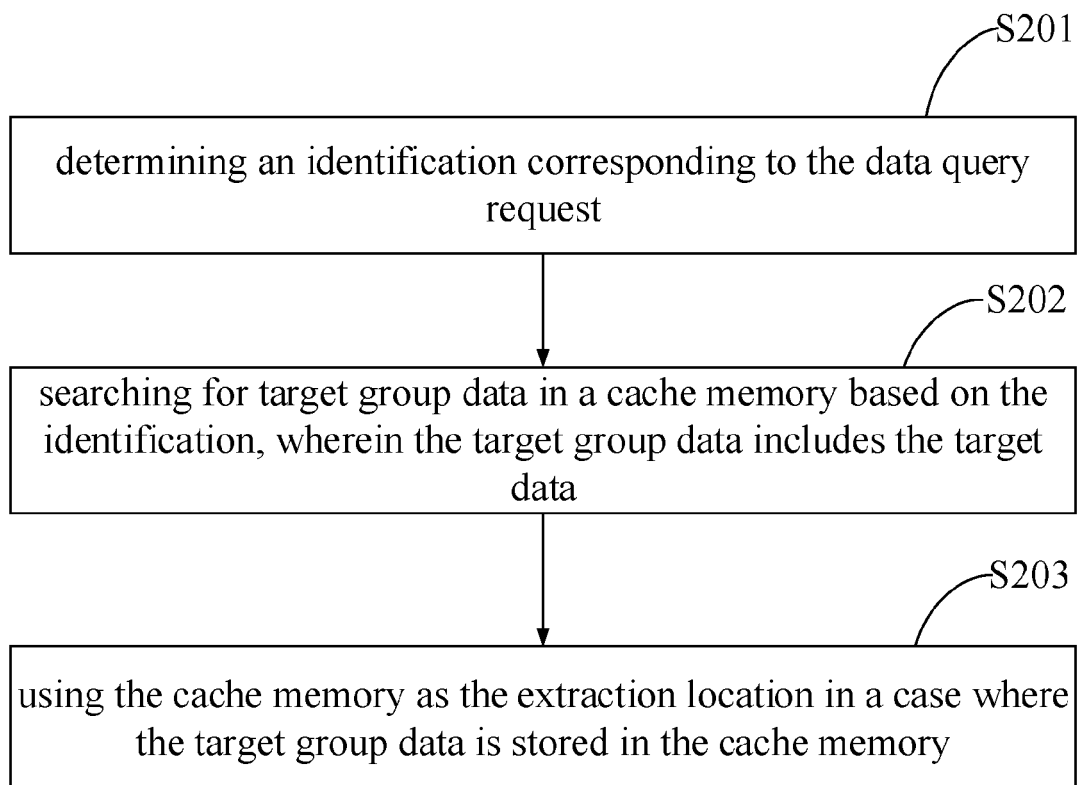 S201
determining an identification corresponding to the data query
request
S202
searching for target group data in a cache memory based on the
identification, wherein the target group data includes the target
data
S203
using the cache memory as the extraction location in a case where
the target group data is stored in the cache memory